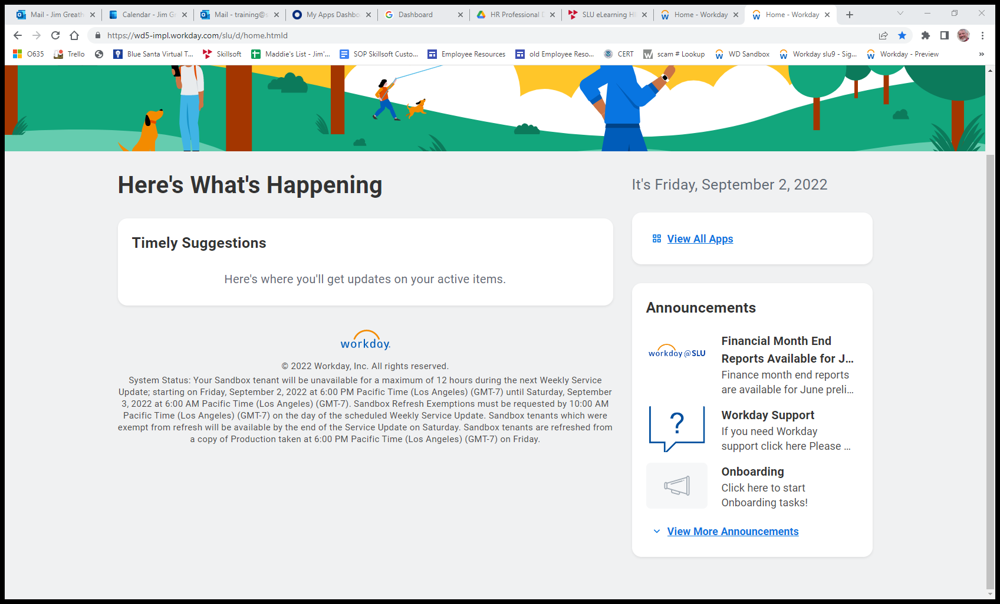 Mail - Jim Greath
Calendar - Jim Gr
Mail - training@s
My Apps Dashbo
Dashboard
HR Professional D
SLU eLearning H
Home - Workday
Home - Workday
https://wd5-impl.workday.com/slu/d/home.htmld
O635
Trello
Blue Santa Virtual T...
Skillsoft
Maddie's List - Jim'...
SOP Skillsoft Custo...
Employee Resources
old Employee Reso...
CERT
scam # Lookup
WD Sandbox
Workday slu9 - Sig...
Workday - Preview
»
Here's What's Happening
Timely Suggestions
Here's where you'll get updates on your active items.
workday.
© 2022 Workday, Inc. All rights reserved.
System Status: Your Sandbox tenant will be unavailable for a maximum of 12 hours during the next Weekly Service
Update; starting on Friday, September 2, 2022 at 6:00 PM Pacific Time (Los Angeles) (GMT-7) until Saturday, September
3, 2022 at 6:00 AM Pacific Time (Los Angeles) (GMT-7). Sandbox Refresh Exemptions must be requested by 10:00 AM
Pacific Time (Los Angeles) (GMT-7) on the day of the scheduled Weekly Service Update. Sandbox tenants which were
exempt from refresh will be available by the end of the Service Update on Saturday. Sandbox tenants are refreshed from
a copy of Production taken at 6:00 PM Pacific Time (Los Angeles) (GMT-7) on Friday.
It's Friday, September 2, 2022
View All Apps
Announcements
workday@SLU
Financial Month End
Reports Available for J...
Finance month end reports
are available for June preli...
?
Workday Support
If you need Workday
support click here Please ...
Onboarding
Click here to start
Onboarding tasks!
View More Announcements